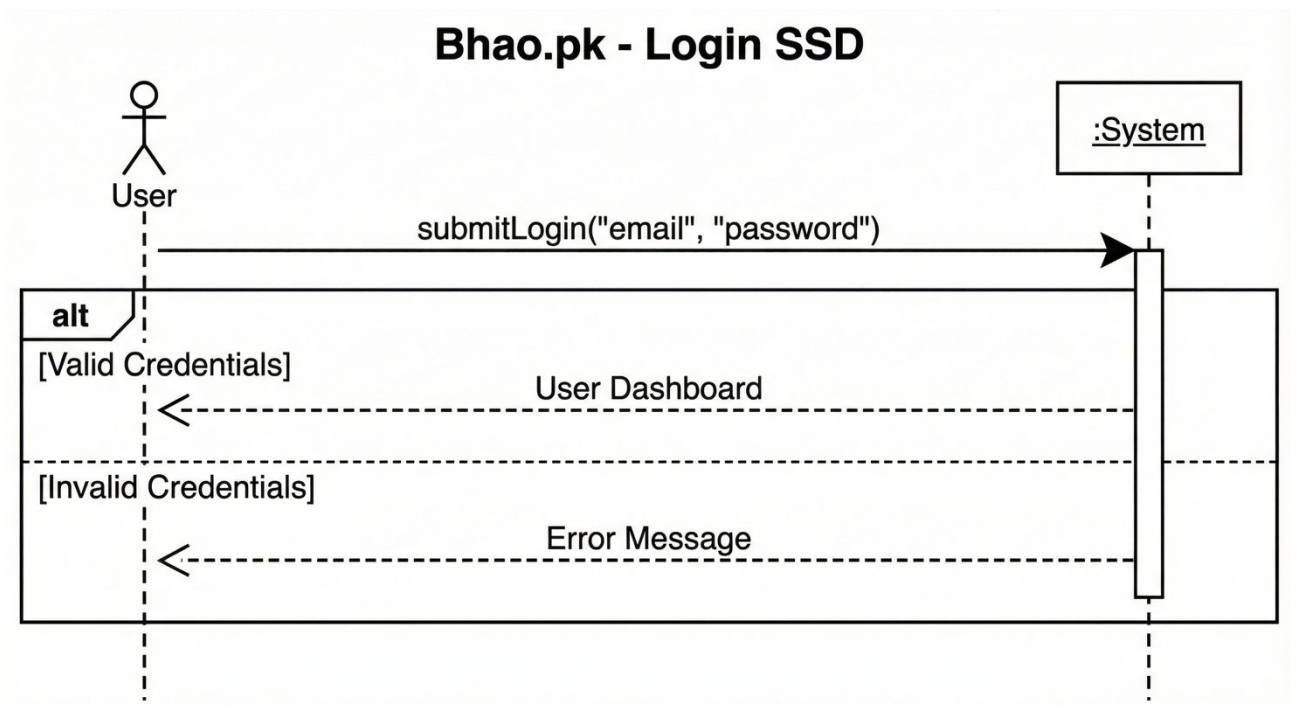 Bhao.pk - Login SSD
:System
User
submitLogin("email", "password")
alt
[Valid Credentials]
User Dashboard
[Invalid Credentials]
Error Message